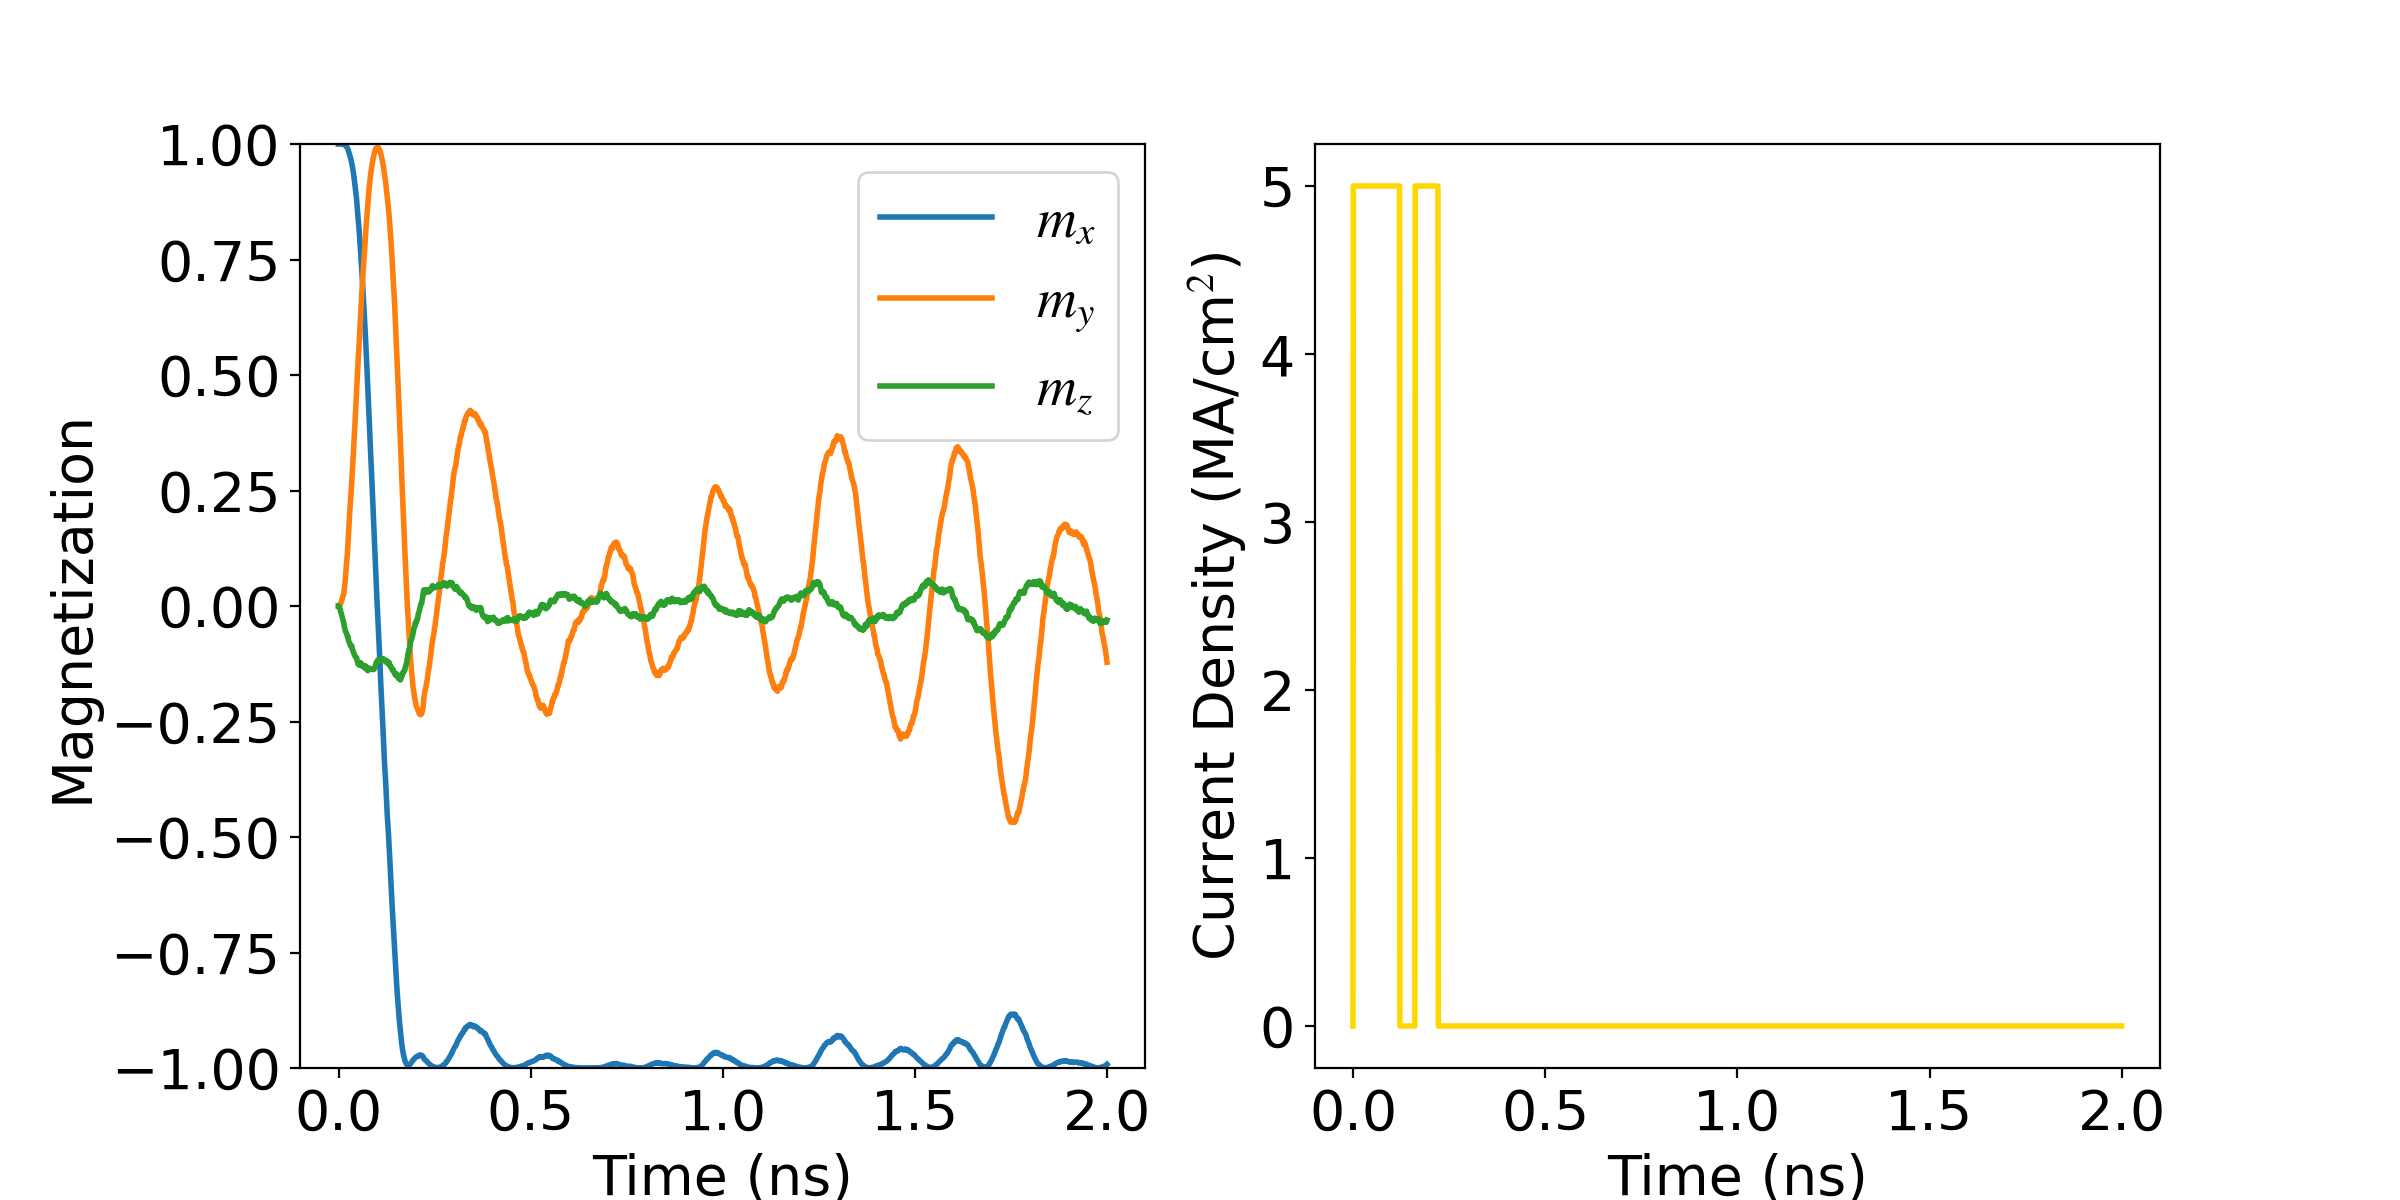 Magnetization
1.00
0.75
0.50
0.25
0.00
−0.25
−0.50
−0.75
−1.00
0.0 0.5 1.0 1.5 2.0
Time (ns)
m_x
m_y
m_z
Current Density (MA/cm²)
5
4
3
2
1
0
0.0 0.5 1.0 1.5 2.0
Time (ns)